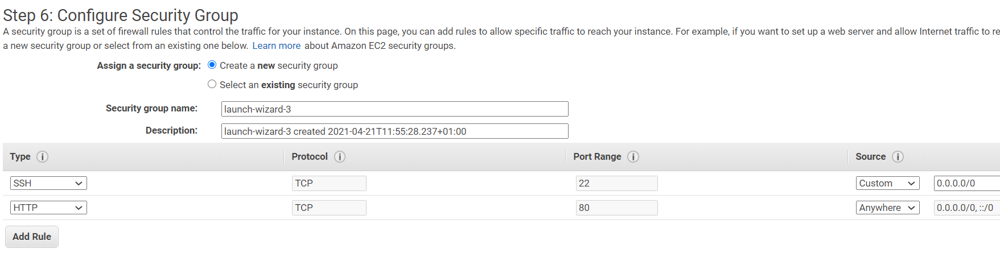 Step 6: Configure Security Group
A security group is a set of firewall rules that control the traffic for your instance. On this page, you can add rules to allow specific traffic to reach your instance. For example, if you want to set up a web server and allow Internet traffic to re
a new security group or select from an existing one below. Learn more about Amazon EC2 security groups.
Assign a security group: Create a new security group
Select an existing security group
Security group name: launch-wizard-3
Description: launch-wizard-3 created 2021-04-21T11:55:28.237+01:00
Type i Protocol i Port Range i Source i
SSH TCP 22 Custom 0.0.0.0/0
HTTP TCP 80 Anywhere 0.0.0.0/0, ::/0
Add Rule